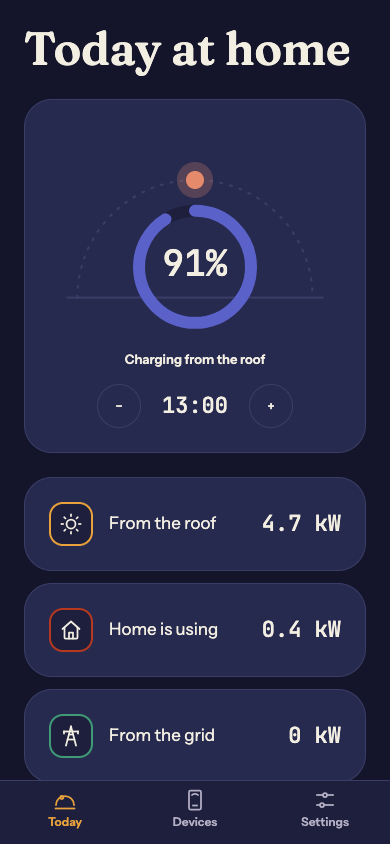 Today at home
91%
Charging from the roof
- 13:00 +
From the roof 4.7 kW
Home is using 0.4 kW
From the grid 0 kW
Today Devices Settings